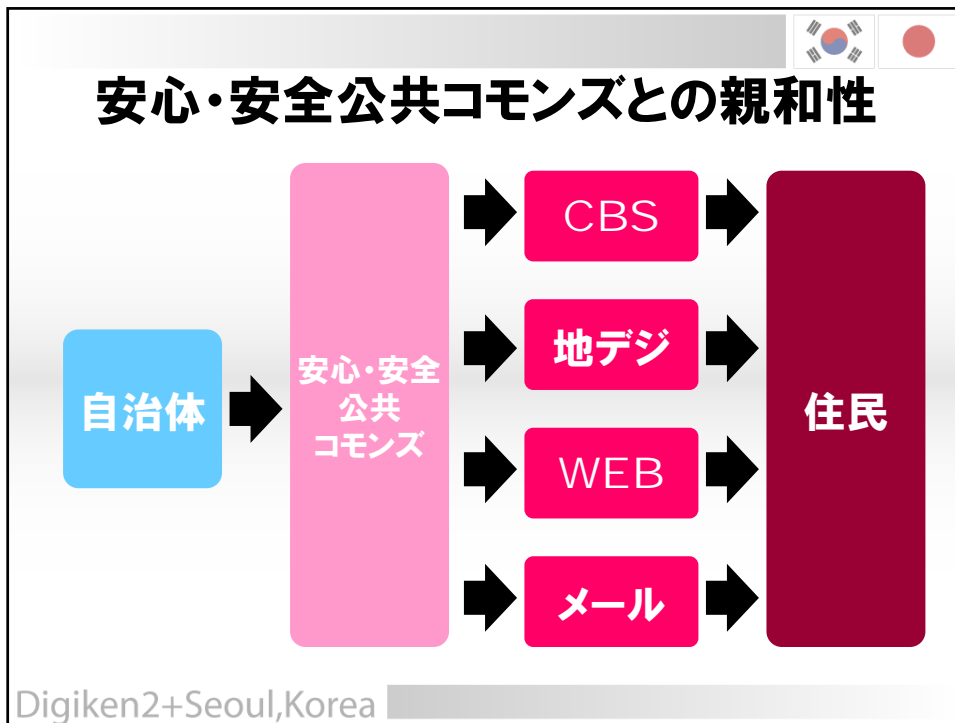 安心・安全公共コモンズとの親和性
自治体
安心・安全
公共
コモンズ
CBS
地デジ
WEB
メール
住民
Digiken2+Seoul,Korea